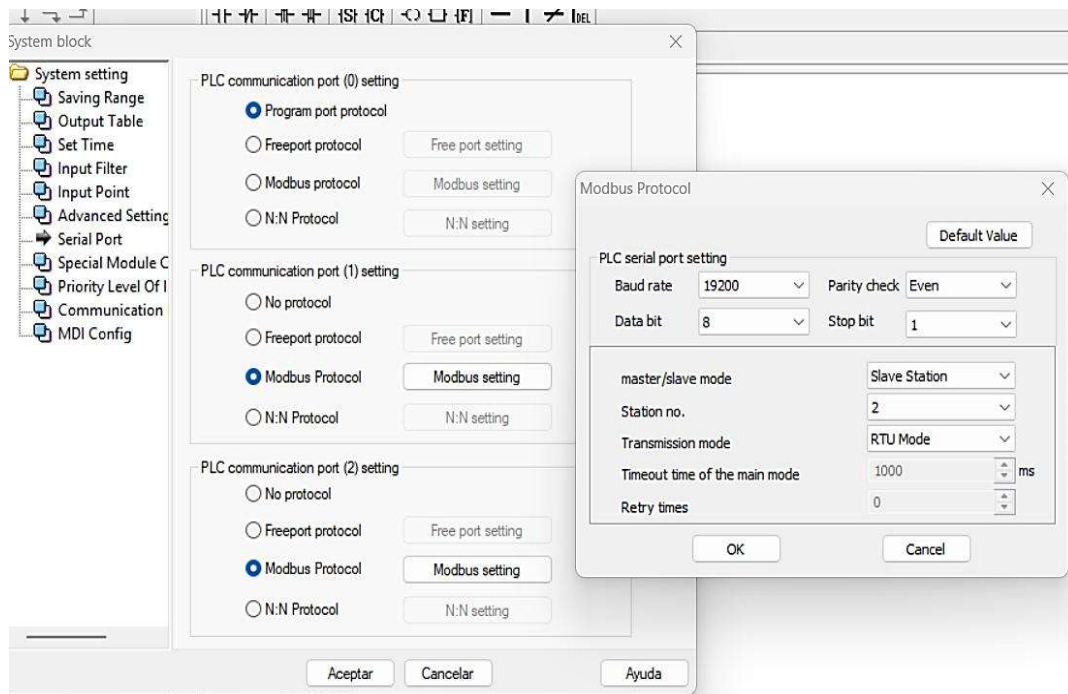 System block
System setting
Saving Range
Output Table
Set Time
Input Filter
Input Point
Advanced Setting
Serial Port
Special Module C
Priority Level Of I
Communication
MDI Config
PLC communication port (0) setting
Program port protocol
Freeport protocol Free port setting
Modbus protocol Modbus setting
N:N Protocol N:N setting
PLC communication port (1) setting
No protocol
Freeport protocol Free port setting
Modbus Protocol Modbus setting
N:N Protocol N:N setting
PLC communication port (2) setting
No protocol
Freeport protocol Free port setting
Modbus Protocol Modbus setting
N:N Protocol N:N setting
Aceptar Cancelar Ayuda
Modbus Protocol
Default Value
PLC serial port setting
Baud rate 19200 Parity check Even
Data bit 8 Stop bit 1
master/slave mode Slave Station
Station no. 2
Transmission mode RTU Mode
Timeout time of the main mode 1000 ms
Retry times 0
OK Cancel